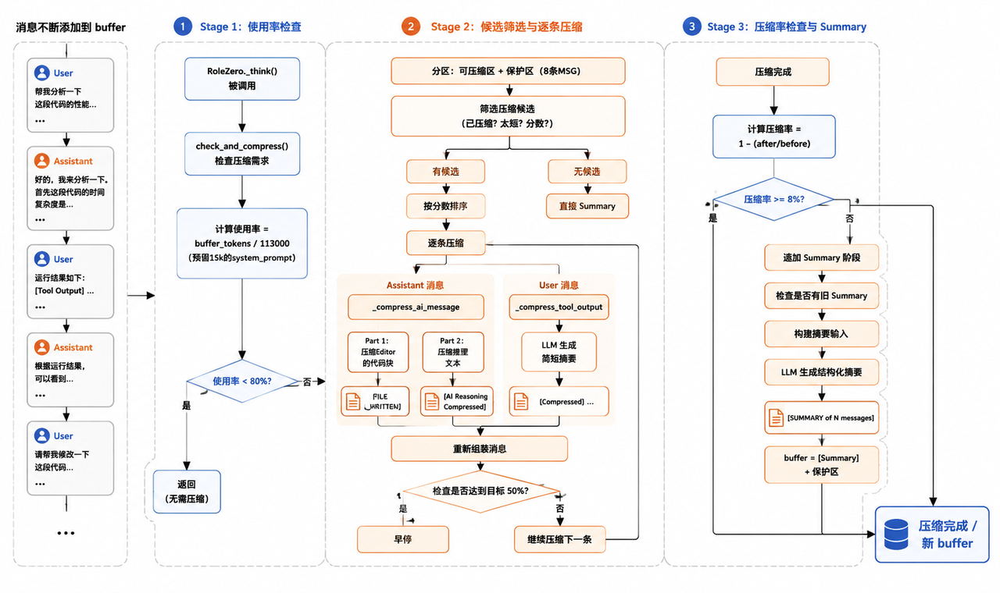 消息不断添加到 buffer
User
帮我分析一下
这段代码的性能...
...
Assistant
好的，我来分析一下。
首先这段代码的时间
复杂度是...
...
User
运行结果如下：
[Tool Output] ...
...
Assistant
根据运行结果，
可以看到...
...
User
请帮我修改一下
这段代码...
...
...
1 Stage 1：使用率检查
RoleZero._think()
被调用
check_and_compress()
检查压缩需求
计算使用率 =
buffer_tokens / 113000
(预留15k的system_prompt)
使用率 < 80%?
否
是
返回
（无需压缩）
2 Stage 2：候选筛选与逐条压缩
分区：可压缩区 + 保护区（8条MSG）
筛选压缩候选
（已压缩？太短？分数？）
有候选
无候选
按分数排序
直接 Summary
逐条压缩
Assistant 消息
_compress_ai_message
Part 1:
压缩Editor
的代码块
Part 2:
压缩推理
文本
[AI Reasoning
Compressed]
User 消息
_compress_tool_output
LLM 生成
简短摘要
[Compressed] ...
重新组装消息
检查是否达到目标 50%?
是
否
早停
继续压缩下一条
3 Stage 3：压缩率检查与 Summary
压缩完成
计算压缩率 =
1 – (after/before)
压缩率 >= 8%?
是
否
Summary 阶段
检查是否有旧 Summary
构建摘要输入
LLM 生成结构化摘要
[SUMMARY of N messages]
buffer = [Summary]
+ 保护区
压缩完成 /
新 buffer